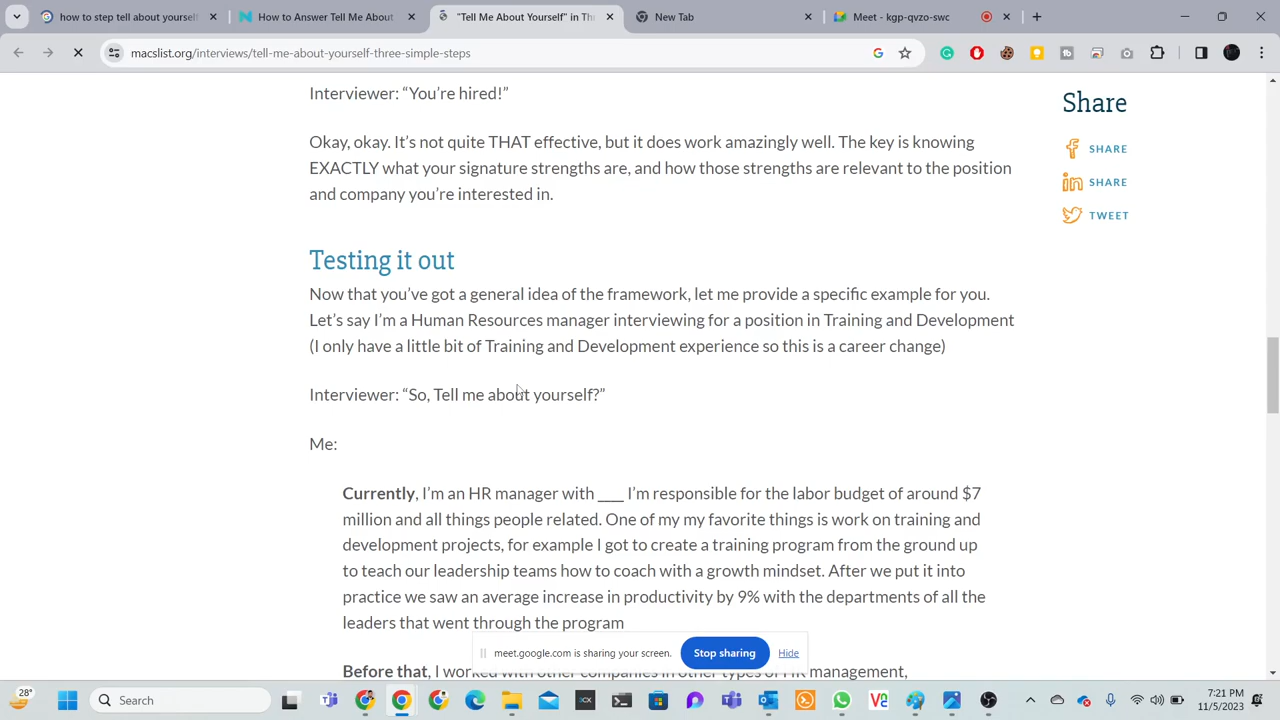 how to step tell about yourself
How to Answer Tell Me About
"Tell Me About Yourself" in Th
New Tab
Meet - kgp-qvzo-swc
macslist.org/interviews/tell-me-about-yourself-three-simple-steps
Interviewer: “You’re hired!”
Okay, okay. It’s not quite THAT effective, but it does work amazingly well. The key is knowing
EXACTLY what your signature strengths are, and how those strengths are relevant to the position
and company you’re interested in.
Share
SHARE
SHARE
TWEET
Testing it out
Now that you’ve got a general idea of the framework, let me provide a specific example for you.
Let’s say I’m a Human Resources manager interviewing for a position in Training and Development
(I only have a little bit of Training and Development experience so this is a career change)
Interviewer: “So, Tell me about yourself?”
Me:
Currently, I’m an HR manager with ___ I’m responsible for the labor budget of around $7
million and all things people related. One of my my favorite things is work on training and
development projects, for example I got to create a training program from the ground up
to teach our leadership teams how to coach with a growth mindset. After we put it into
practice we saw an average increase in productivity by 9% with the departments of all the
leaders that went through the program
meet.google.com is sharing your screen. Stop sharing Hide
Before that, I worked with other companies in other types of HR management,
28°
Search
7:21 PM
11/5/2023